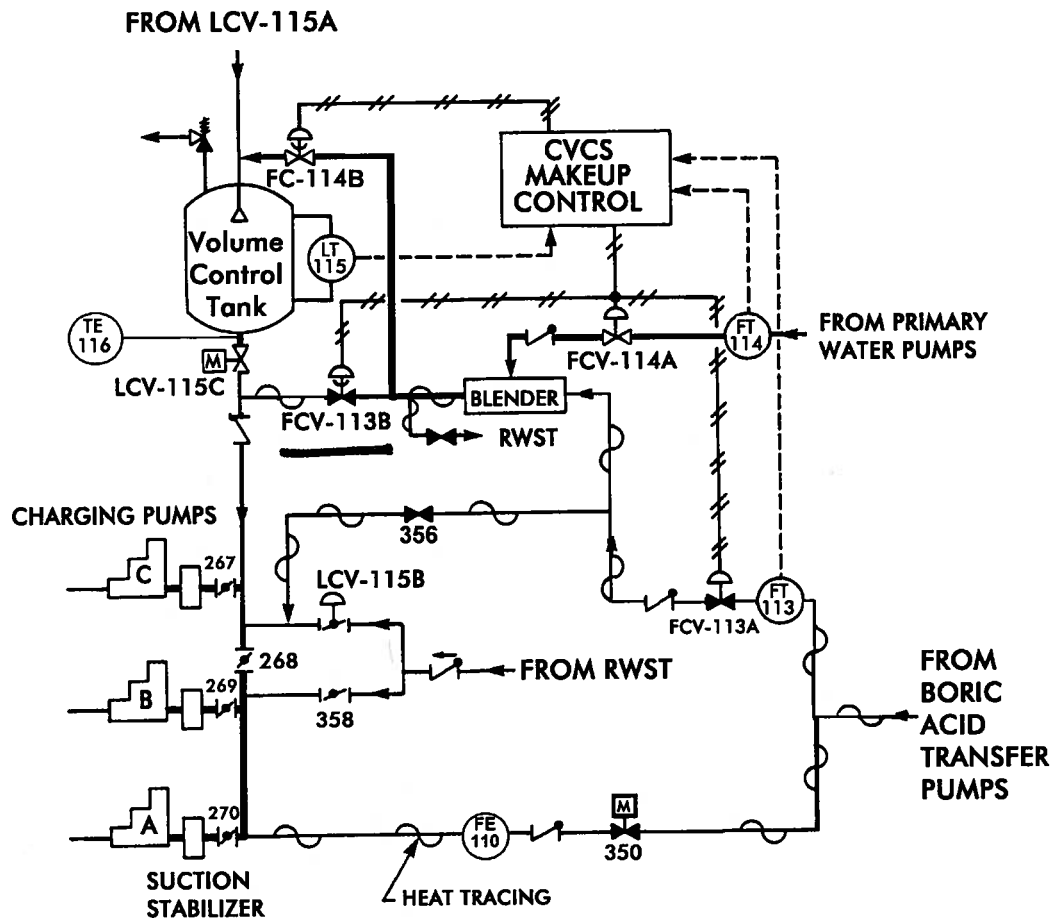 FROM LCV-115A
FC-114B
CVCS
MAKEUP
CONTROL
Volume
Control
Tank
LT
115
TE
116
M
LCV-115C
FCV-113B
FCV-114A
FT
114
FROM PRIMARY
WATER PUMPS
BLENDER
RWST
CHARGING PUMPS
356
267
C
LCV-115B
FCV-113A
FT
113
268
FROM RWST
269
B
358
FROM
BORIC
ACID
TRANSFER
PUMPS
270
A
FE
110
M
350
SUCTION
STABILIZER
HEAT TRACING